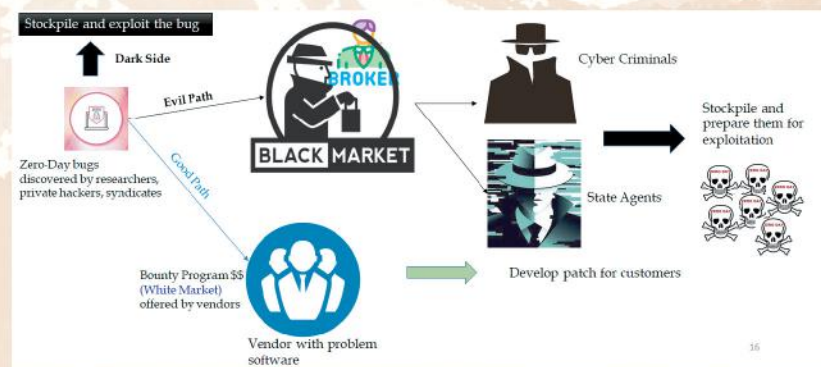 Stockpile and exploit the bug
Dark Side
Evil Path
Good Path
Zero-Day bugs
discovered by researchers,
private hackers, syndicates
BROKER
BLACK MARKET
Cyber Criminals
State Agents
Stockpile and
prepare them for
exploitation
Bounty Program $$
(White Market)
offered by vendors
Vendor with problem
software
Develop patch for customers
16